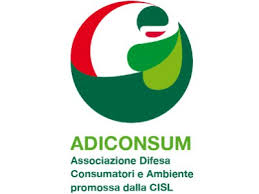 ADICONSUM
Associazione Difesa
Consumatori e Ambiente
promossa dalla CISL